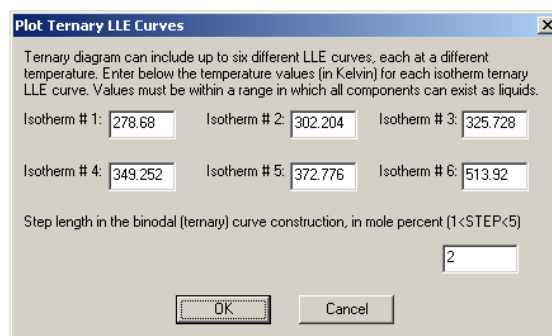 Plot Ternary LLE Curves
Ternary diagram can include up to six different LLE curves, each at a different
temperature. Enter below the temperature values (in Kelvin) for each isotherm ternary
LLE curve. Values must be within a range in which all components can exist as liquids.
Isotherm # 1: 278.68 Isotherm # 2: 302.204 Isotherm # 3: 325.728
Isotherm # 4: 349.252 Isotherm # 5: 372.776 Isotherm # 6: 513.92
Step length in the binodal (ternary) curve construction, in mole percent (1<STEP<5)
2
OK Cancel